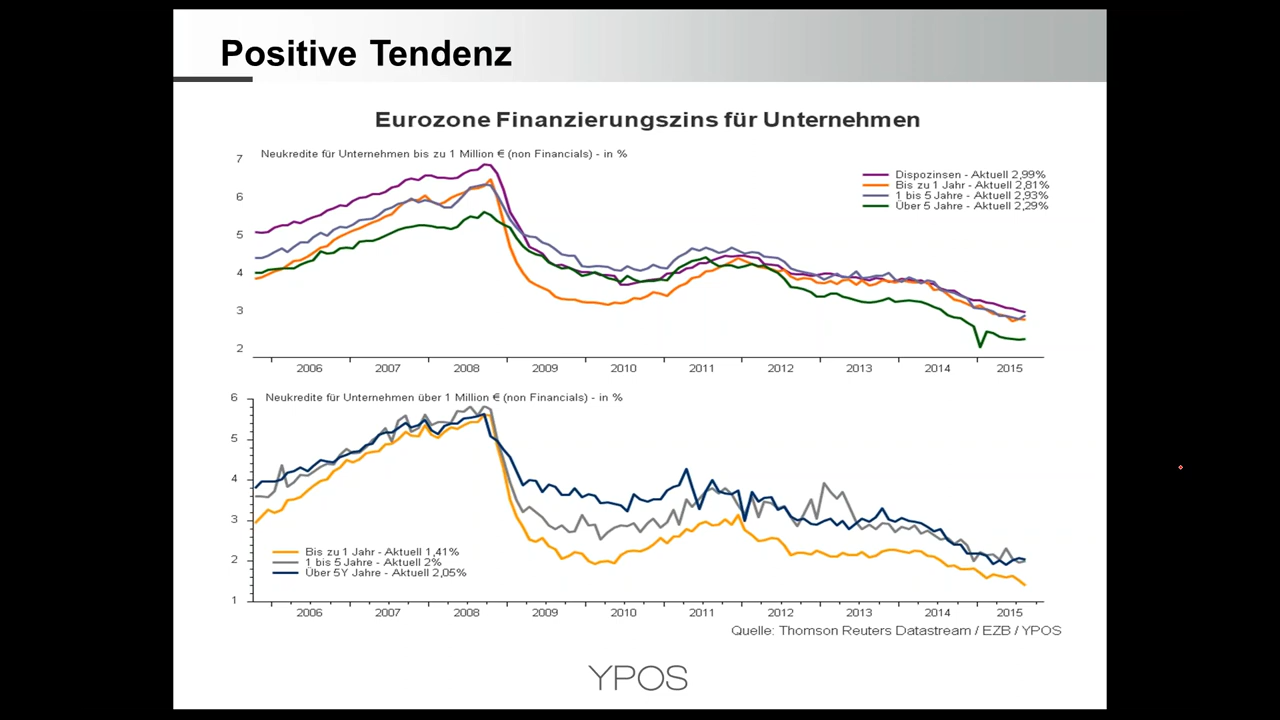 Positive Tendenz
Eurozone Finanzierungszins für Unternehmen
Neukredite für Unternehmen bis zu 1 Million € (non Financials) - in %
7
6
5
4
3
2
Dispozinsen - Aktuell 2,99%
Bis zu 1 Jahr - Aktuell 2,81%
1 bis 5 Jahre - Aktuell 2,93%
Über 5 Jahre - Aktuell 2,29%
2006 2007 2008 2009 2010 2011 2012 2013 2014 2015
Neukredite für Unternehmen über 1 Million € (non Financials) - in %
6
5
4
3
2
1
Bis zu 1 Jahr - Aktuell 1,41%
1 bis 5 Jahre - Aktuell 2%
Über 5Y Jahre - Aktuell 2,05%
2006 2007 2008 2009 2010 2011 2012 2013 2014 2015
Quelle: Thomson Reuters Datastream / EZB / YPOS
YPOS